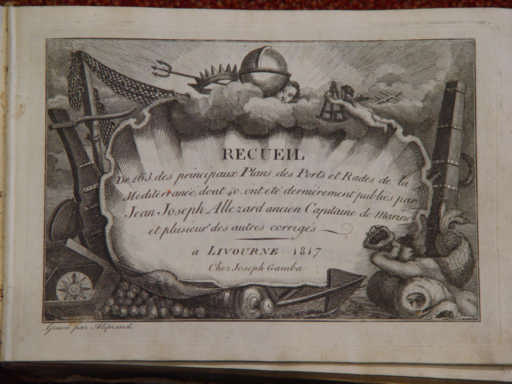 RECUEIL
De 163 des principaux Plans des Ports et Rades de la
Méditerranée, dont 40 ont été dernièrement publiés par
Jean Joseph Allezard ancien Capitaine de Marine
et plusieur des autres corrigés
à LIVOURNE 1817
Chez Joseph Gamba
Gravé par